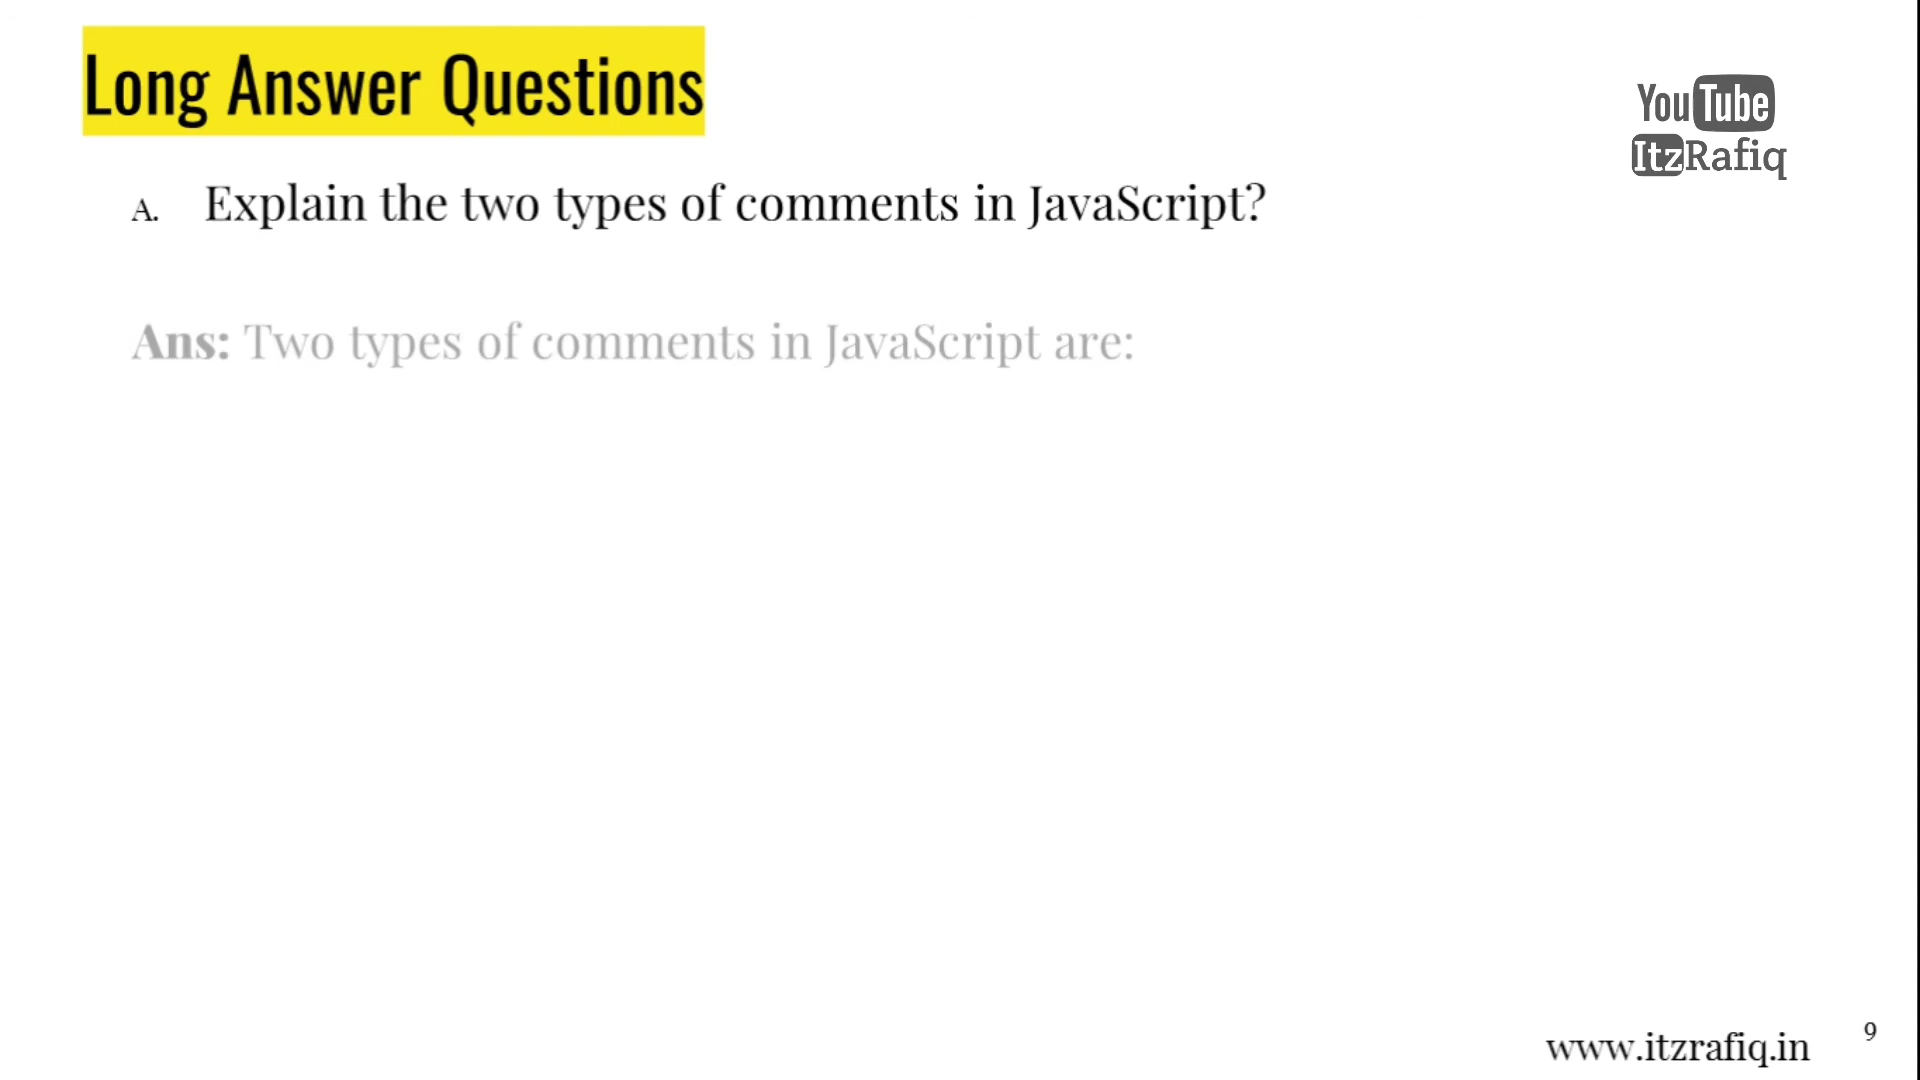 Long Answer Questions
YouTube
ItzRafiq
A. Explain the two types of comments in JavaScript?
Ans: Two types of comments in JavaScript are:
www.itzrafiq.in
9